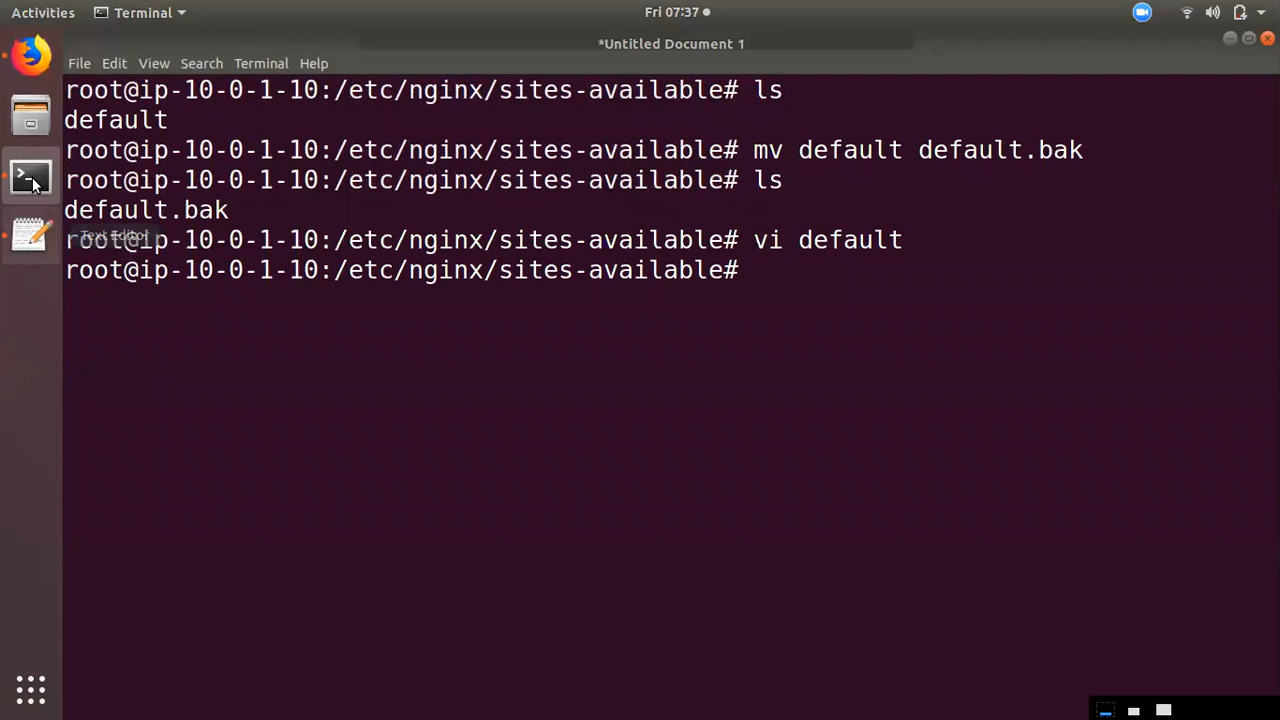 Activities
Terminal
Fri 07:37
*Untitled Document 1
File Edit View Search Terminal Help
root@ip-10-0-1-10:/etc/nginx/sites-available# ls
default
root@ip-10-0-1-10:/etc/nginx/sites-available# mv default default.bak
root@ip-10-0-1-10:/etc/nginx/sites-available# ls
default.bak
Text Editor
root@ip-10-0-1-10:/etc/nginx/sites-available# vi default
root@ip-10-0-1-10:/etc/nginx/sites-available#